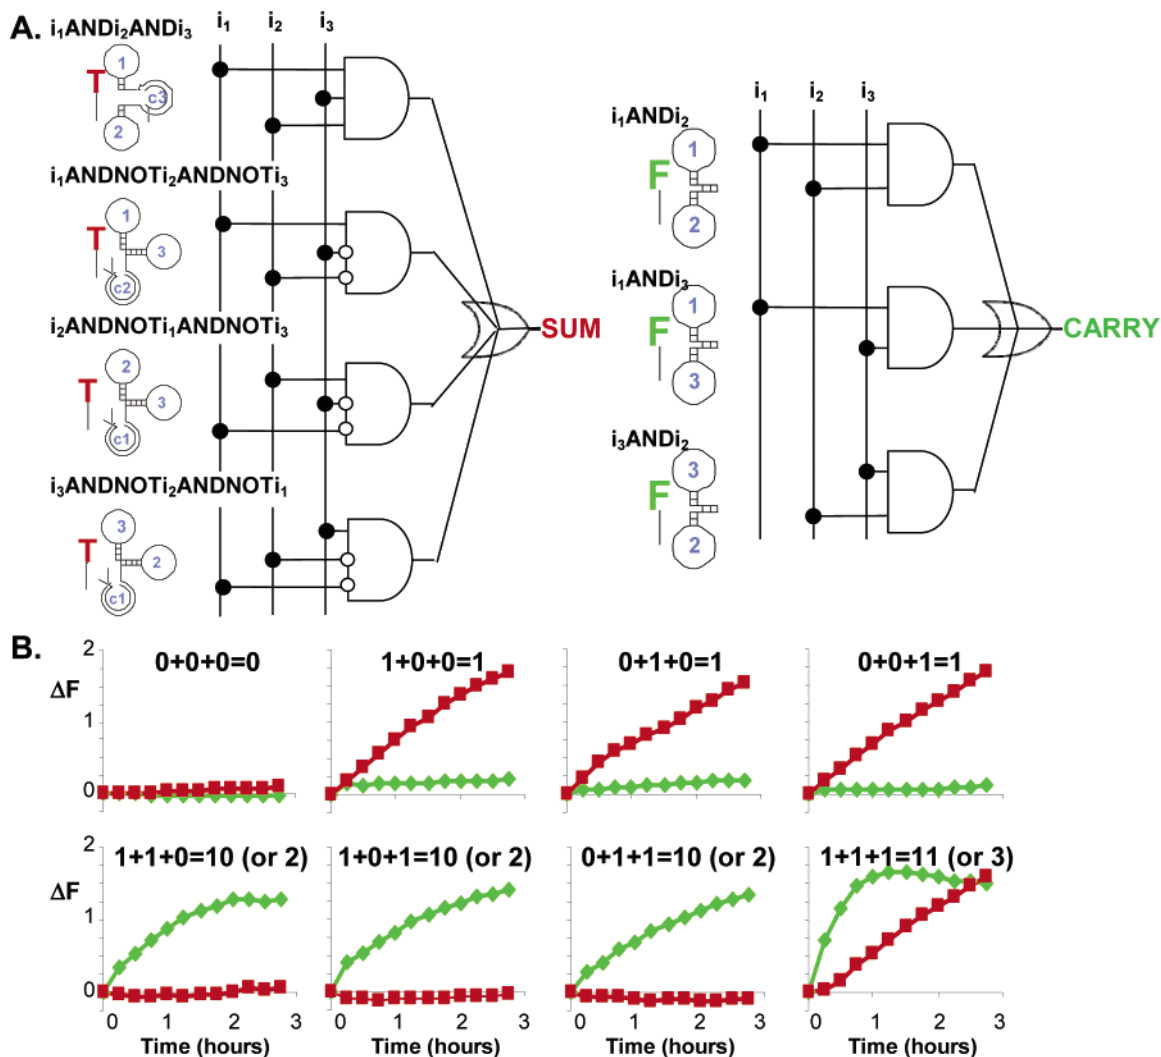 A.
i₁ANDi₂ANDi₃
i₁ i₂ i₃
1
T
c3
2
i₁ANDNOTi₂ANDNOTi₃
1
T
3
c2
i₂ANDNOTi₁ANDNOTi₃
2
T
3
c1
i₃ANDNOTi₂ANDNOTi₁
3
T
2
c1
SUM
i₁ i₂ i₃
i₁ANDi₂
1
F
2
i₁ANDi₃
1
F
3
i₃ANDi₂
3
F
2
CARRY
B.
2
ΔF
1
0
0+0+0=0
1+0+0=1
0+1+0=1
0+0+1=1
2
ΔF
1
0
1+1+0=10 (or 2)
1+0+1=10 (or 2)
0+1+1=10 (or 2)
1+1+1=11 (or 3)
0 1 2 3
0 1 2 3
0 1 2 3
0 1 2 3
Time (hours)
Time (hours)
Time (hours)
Time (hours)